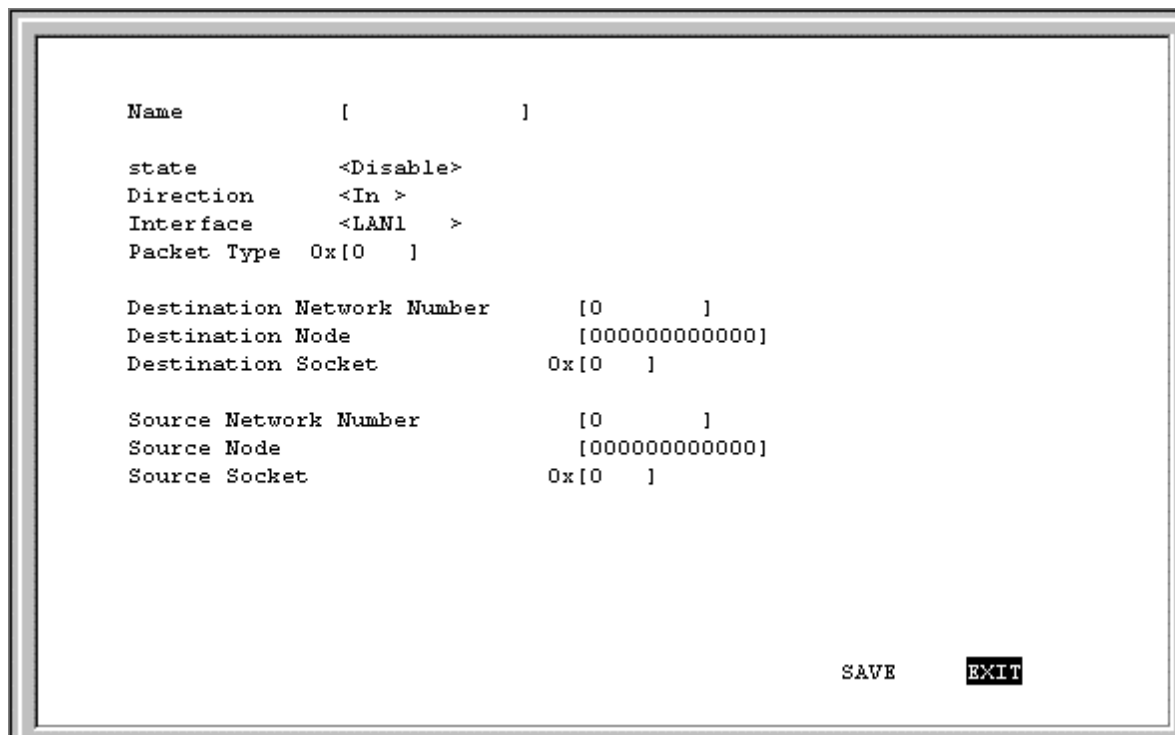 Name [ ]
state <Disable>
Direction <In >
Interface <LAN1 >
Packet Type 0x[0 ]
Destination Network Number [0 ]
Destination Node [000000000000]
Destination Socket 0x[0 ]
Source Network Number [0 ]
Source Node [000000000000]
Source Socket 0x[0 ]
SAVE EXIT